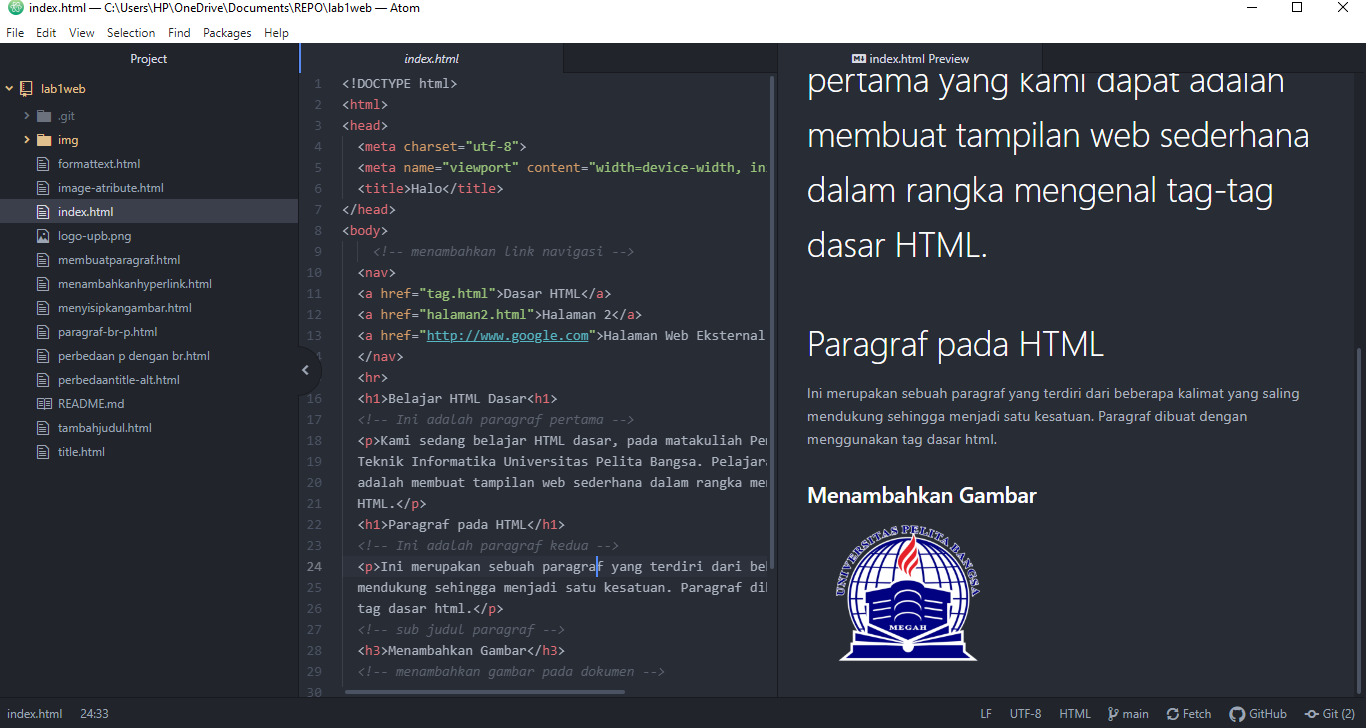 index.html — C:\Users\HP\OneDrive\Documents\REPO\lab1web — Atom
File Edit View Selection Find Packages Help
Project
lab1web
.git
img
formattext.html
image-atribute.html
index.html
logo-upb.png
membuatparagraf.html
menambahkanhyperlink.html
menyisipkangambar.html
paragraf-br-p.html
perbedaan p dengan br.html
perbedaantitle-alt.html
README.md
tambahjudul.html
title.html
index.html
1 <!DOCTYPE html>
2 <html>
3 <head>
4 <meta charset="utf-8">
5 <meta name="viewport" content="width=device-width, in
6 <title>Halo</title>
7 </head>
8 <body>
9 <!-- menambahkan link navigasi -->
10 <nav>
11 <a href="tag.html">Dasar HTML</a>
12 <a href="halaman2.html">Halaman 2</a>
13 <a href="http://www.google.com">Halaman Web Eksternal
</nav>
<hr>
16 <h1>Belajar HTML Dasar<h1>
17 <!-- Ini adalah paragraf pertama -->
18 <p>Kami sedang belajar HTML dasar, pada matakuliah Pe
19 Teknik Informatika Universitas Pelita Bangsa. Pelajar
20 adalah membuat tampilan web sederhana dalam rangka me
21 HTML.</p>
22 <h1>Paragraf pada HTML</h1>
23 <!-- Ini adalah paragraf kedua -->
24 <p>Ini merupakan sebuah paragraf yang terdiri dari be
25 mendukung sehingga menjadi satu kesatuan. Paragraf di
26 tag dasar html.</p>
27 <!-- sub judul paragraf -->
28 <h3>Menambahkan Gambar</h3>
29 <!-- menambahkan gambar pada dokumen -->
30
index.html Preview
pertama yang kami dapat adalah
membuat tampilan web sederhana
dalam rangka mengenal tag-tag
dasar HTML.
Paragraf pada HTML
Ini merupakan sebuah paragraf yang terdiri dari beberapa kalimat yang saling
mendukung sehingga menjadi satu kesatuan. Paragraf dibuat dengan
menggunakan tag dasar html.
Menambahkan Gambar
UNIVERSITAS PELITA BANGSA
MEGAH
index.html 24:33 LF UTF-8 HTML main Fetch GitHub Git (2)